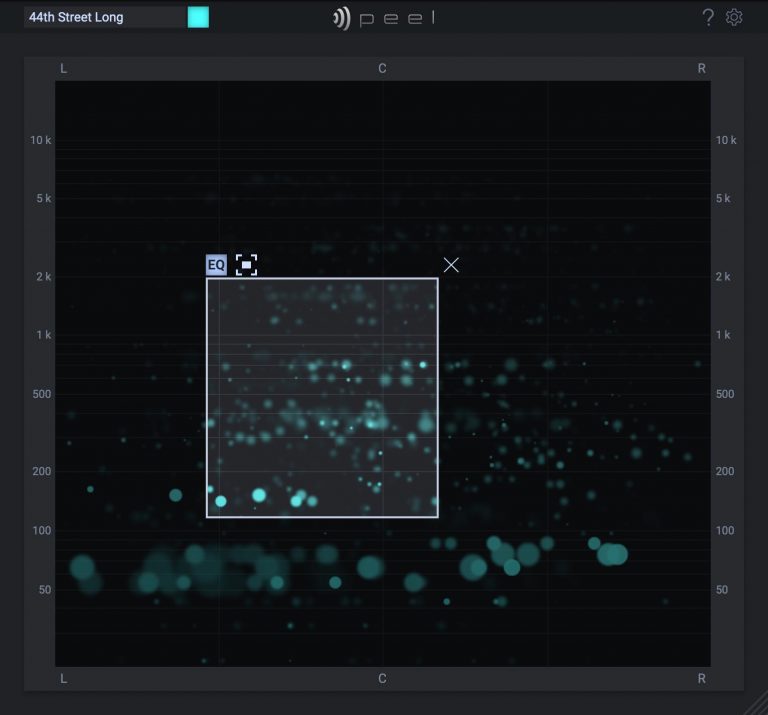 44th Street Long
peel
?
L C R
10 k 10 k
5 k 5 k
EQ
2 k 2 k
1 k 1 k
500 500
200 200
100 100
50 50
L C R